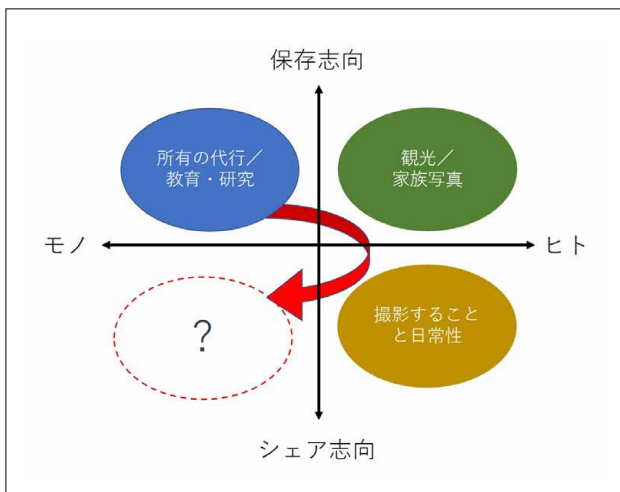 保存志向
所有の代行／
教育・研究
観光／
家族写真
モノ
ヒト
？
撮影すること
と日常性
シェア志向